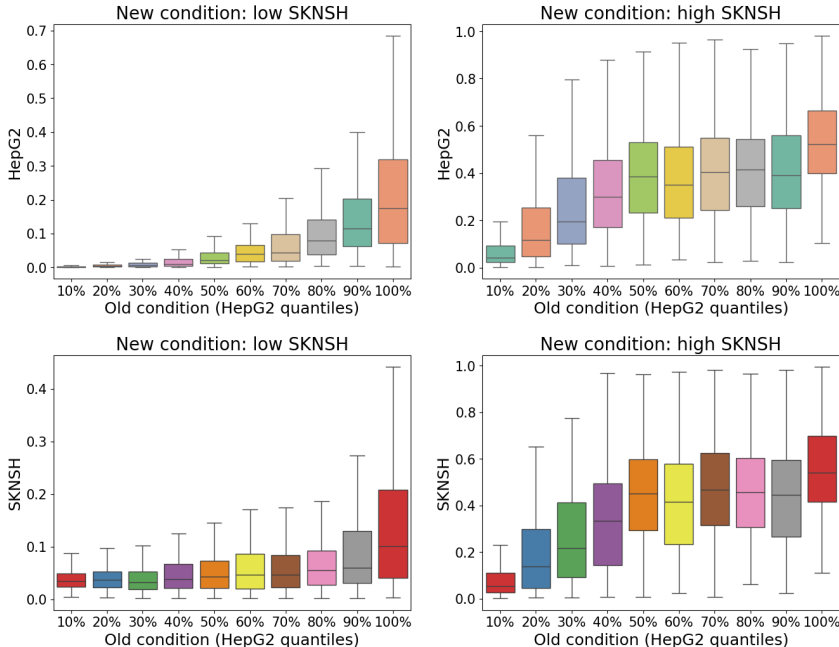 New condition: low SKNSH
HepG2
0.7
0.6
0.5
0.4
0.3
0.2
0.1
0.0
10% 20% 30% 40% 50% 60% 70% 80% 90% 100%
Old condition (HepG2 quantiles)
New condition: high SKNSH
HepG2
1.0
0.8
0.6
0.4
0.2
0.0
10% 20% 30% 40% 50% 60% 70% 80% 90% 100%
Old condition (HepG2 quantiles)
New condition: low SKNSH
SKNSH
0.4
0.3
0.2
0.1
0.0
10% 20% 30% 40% 50% 60% 70% 80% 90% 100%
Old condition (HepG2 quantiles)
New condition: high SKNSH
SKNSH
1.0
0.8
0.6
0.4
0.2
0.0
10% 20% 30% 40% 50% 60% 70% 80% 90% 100%
Old condition (HepG2 quantiles)